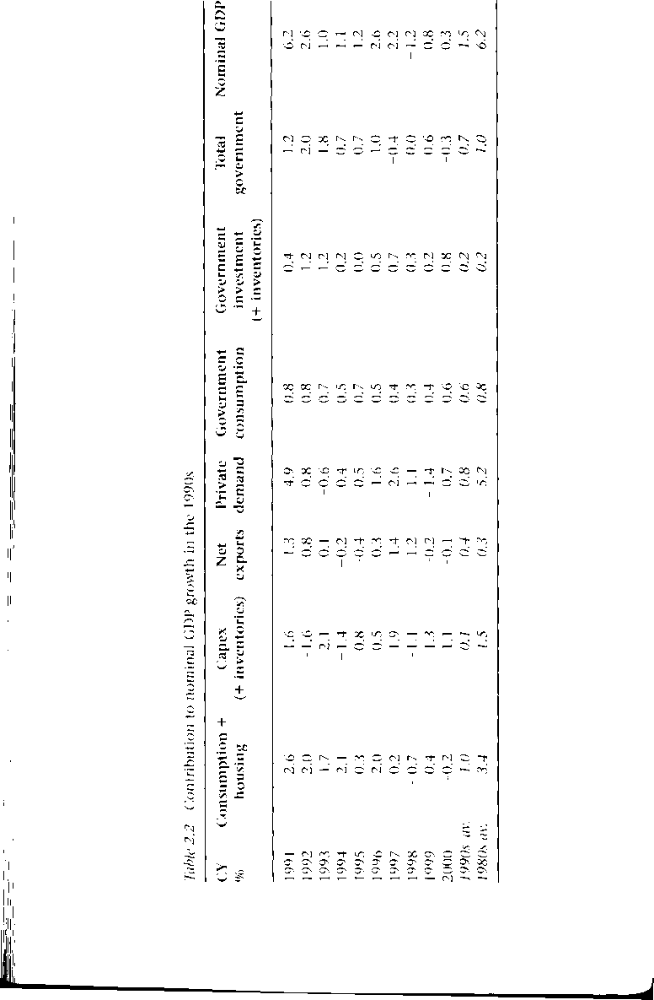 Table 2.2 Contribution to nominal GDP growth in the 1990s
CY Consumption + Capex Net Private Government Government Total Nominal GDP
% housing (+ inventories) exports demand consumption investment government
(+ inventories)
1991 2.6 1.6 1.3 4.9 0.8 0.4 1.2 6.2
1992 2.0 -1.6 0.8 0.8 0.8 1.2 2.0 2.6
1993 1.7 2.1 0.1 -0.6 0.7 1.2 1.8 1.0
1994 2.1 -1.4 -0.2 0.4 0.5 0.2 0.7 1.1
1995 0.3 0.8 -0.4 0.5 0.7 0.0 0.7 1.2
1996 2.0 0.5 0.3 1.6 0.5 0.5 1.0 2.6
1997 0.2 1.9 1.4 2.6 0.4 0.7 -0.4 2.2
1998 -0.7 -1.1 1.2 1.1 0.3 0.3 0.0 -1.2
1999 0.4 1.3 -0.2 -1.4 0.4 0.2 0.6 0.8
2000 -0.2 1.1 -0.1 0.7 0.6 0.8 -0.3 0.3
1990s av. 1.0 0.1 0.4 0.8 0.6 0.2 0.7 1.5
1980s av. 3.4 1.5 0.3 5.2 0.8 0.2 1.0 6.2